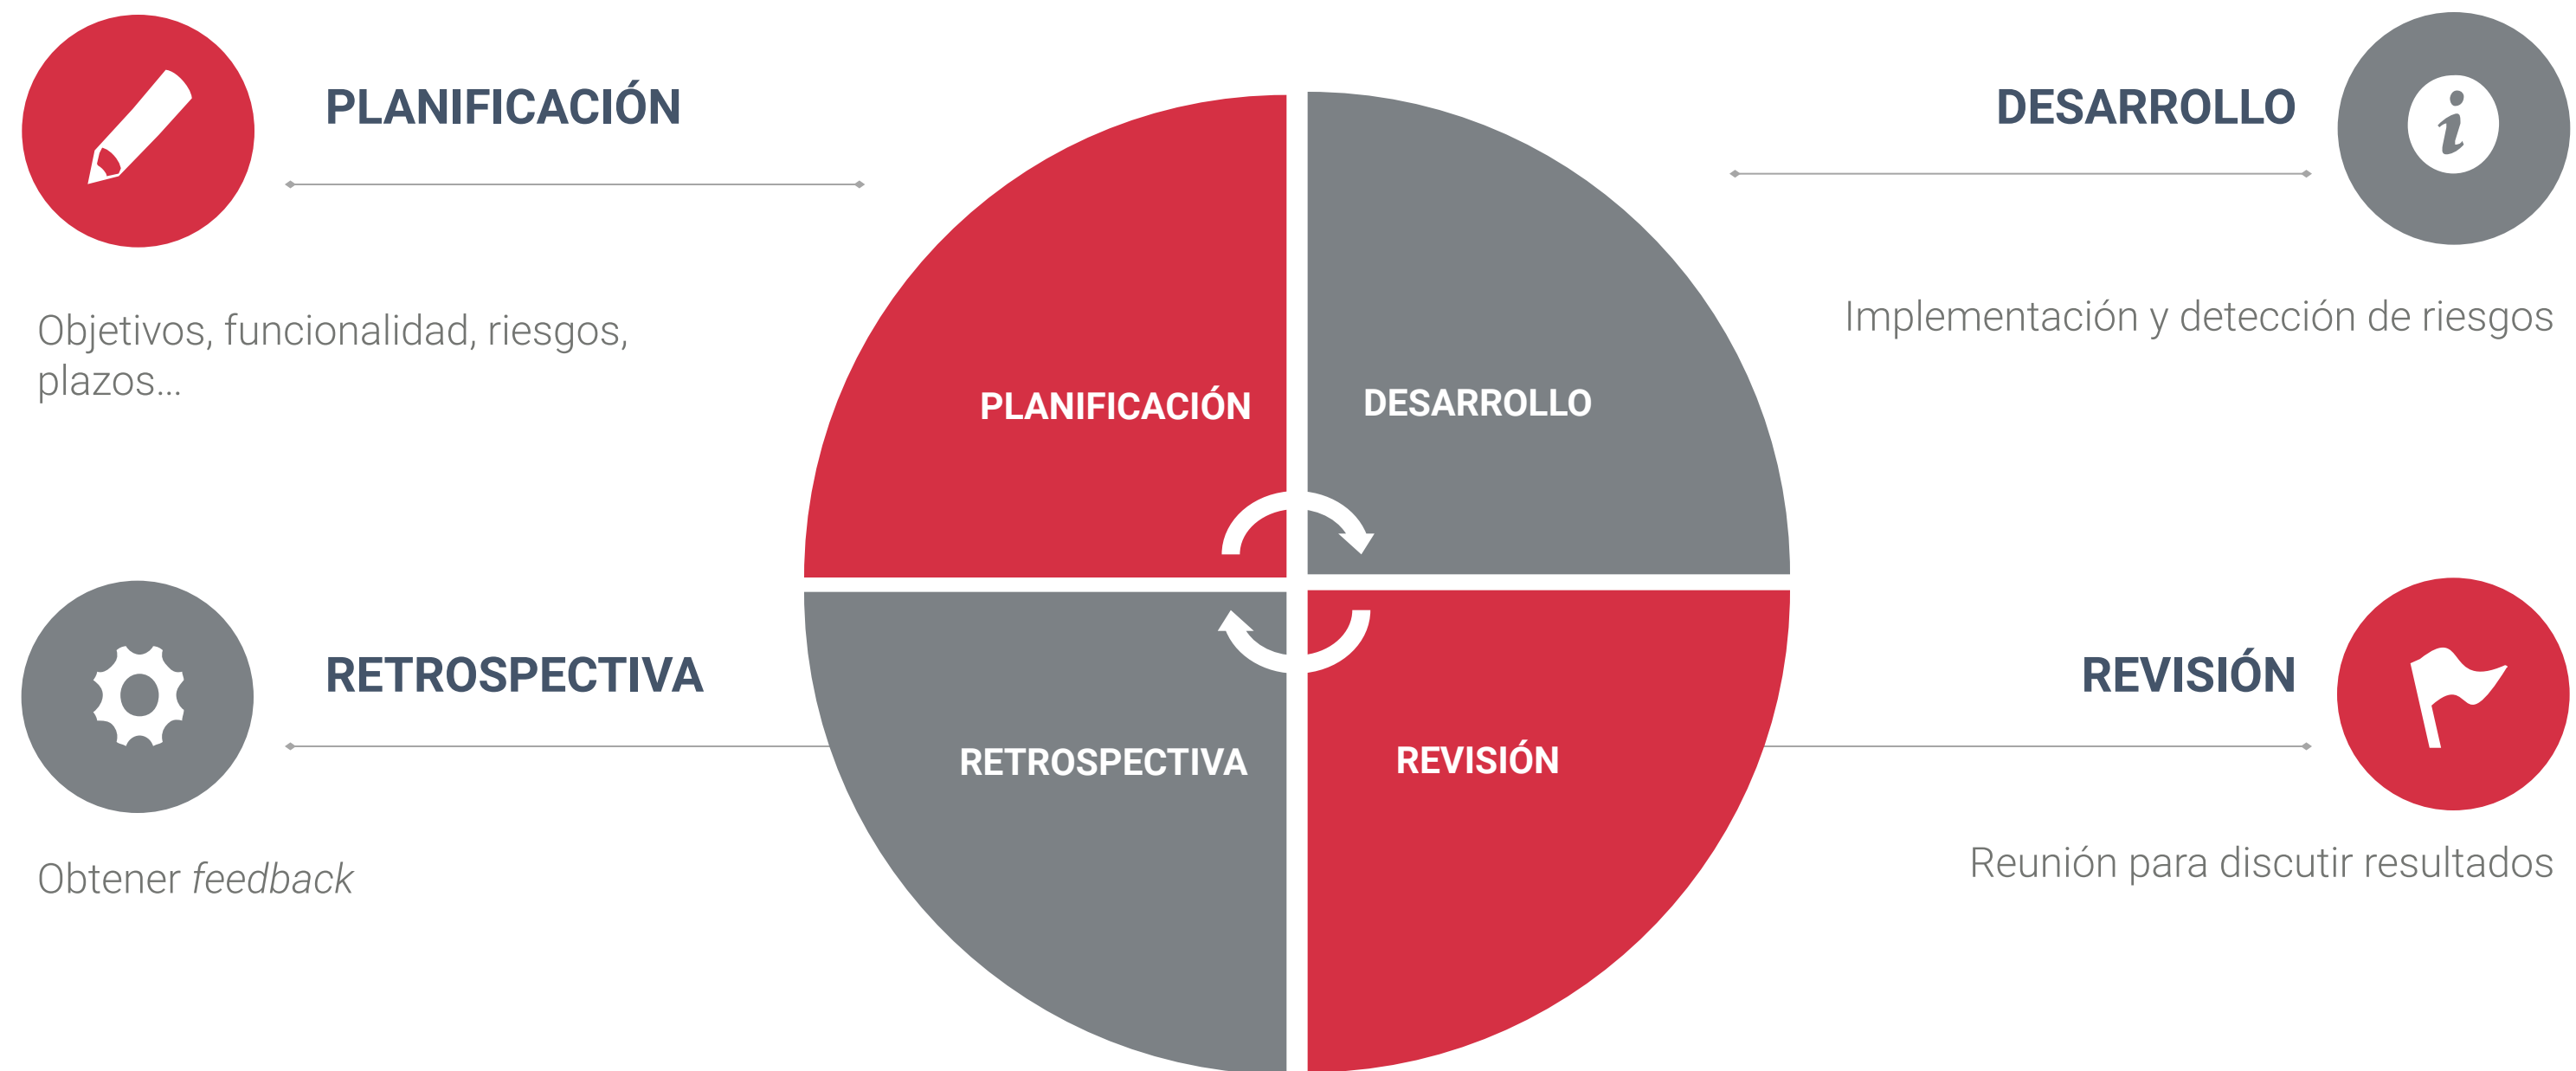 PLANIFICACIÓN
Objetivos, funcionalidad, riesgos,
plazos...
DESARROLLO
Implementación y detección de riesgos
PLANIFICACIÓN
DESARROLLO
RETROSPECTIVA
REVISIÓN
RETROSPECTIVA
Obtener feedback
REVISIÓN
Reunión para discutir resultados